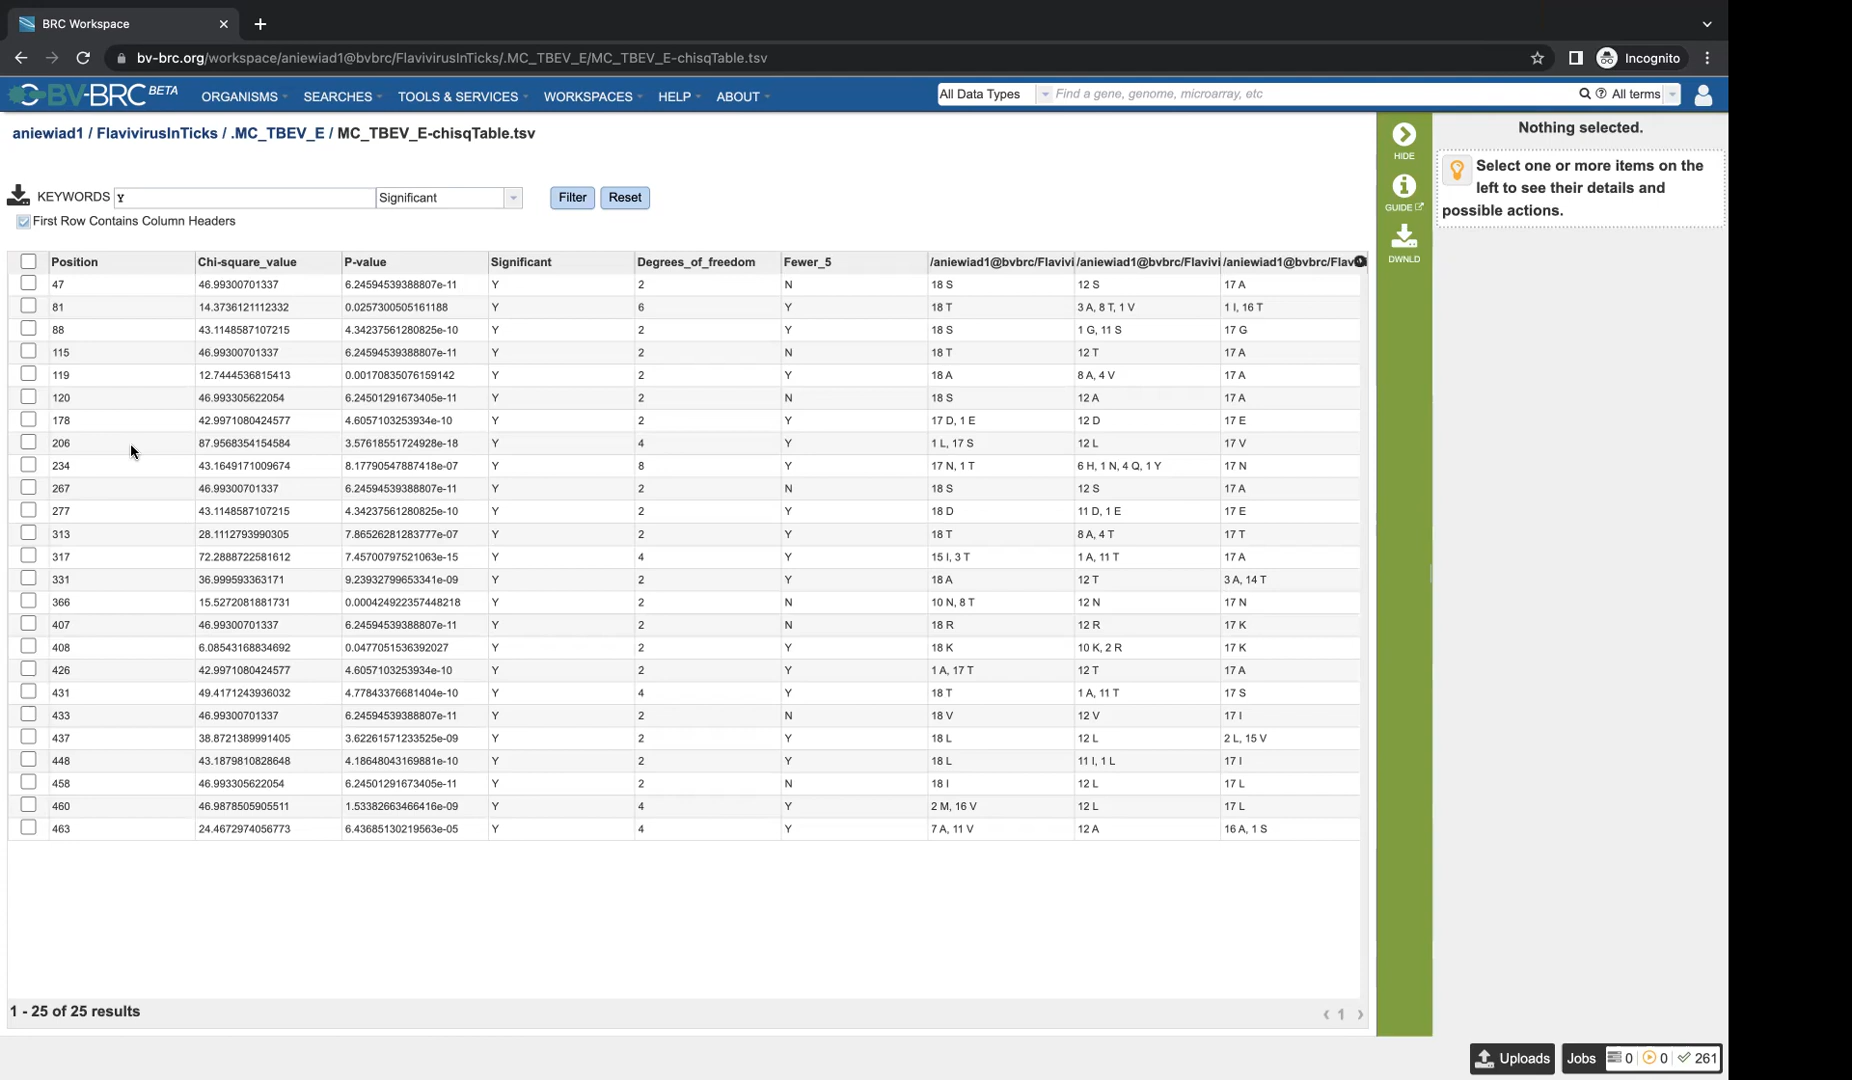 BRC Workspace
bv-brc.org/workspace/aniewiad1@bvbrc/FlavivirusInTicks/.MC_TBEV_E/MC_TBEV_E-chisqTable.tsv Incognito
BV-BRC BETA ORGANISMS SEARCHES TOOLS & SERVICES WORKSPACES HELP ABOUT All Data Types Find a gene, genome, microarray, etc All terms
aniewiad1 / FlavivirusInTicks / .MC_TBEV_E / MC_TBEV_E-chisqTable.tsv
KEYWORDS Y Significant Filter Reset
First Row Contains Column Headers
Position Chi-square_value P-value Significant Degrees_of_freedom Fewer_5 /aniewiad1@bvbrc/Flavivi /aniewiad1@bvbrc/Flavivi /aniewiad1@bvbrc/Flav
47 46.99300701337 6.24594539388807e-11 Y 2 N 18 S 12 S 17 A
81 14.3736121112332 0.0257300505161188 Y 6 Y 18 T 3 A, 8 T, 1 V 1 I, 16 T
88 43.1148587107215 4.34237561280825e-10 Y 2 Y 18 S 1 G, 11 S 17 G
115 46.99300701337 6.24594539388807e-11 Y 2 N 18 T 12 T 17 A
119 12.7444536815413 0.00170835076159142 Y 2 Y 18 A 8 A, 4 V 17 A
120 46.993305622054 6.24501291673405e-11 Y 2 N 18 S 12 A 17 A
178 42.9971080424577 4.6057103253934e-10 Y 2 Y 17 D, 1 E 12 D 17 E
206 87.9568354154584 3.57618551724928e-18 Y 4 Y 1 L, 17 S 12 L 17 V
234 43.1649171009674 8.17790547887418e-07 Y 8 Y 17 N, 1 T 6 H, 1 N, 4 Q, 1 Y 17 N
267 46.99300701337 6.24594539388807e-11 Y 2 N 18 S 12 S 17 A
277 43.1148587107215 4.34237561280825e-10 Y 2 Y 18 D 11 D, 1 E 17 E
313 28.1112793990305 7.86526281283777e-07 Y 2 Y 18 T 8 A, 4 T 17 T
317 72.2888722581612 7.45700797521063e-15 Y 4 Y 15 I, 3 T 1 A, 11 T 17 A
331 36.999593363171 9.23932799653341e-09 Y 2 Y 18 A 12 T 3 A, 14 T
366 15.5272081881731 0.000424922357448218 Y 2 N 10 N, 8 T 12 N 17 N
407 46.99300701337 6.24594539388807e-11 Y 2 N 18 R 12 R 17 K
408 6.08543168834692 0.0477051536392027 Y 2 Y 18 K 10 K, 2 R 17 K
426 42.9971080424577 4.6057103253934e-10 Y 2 Y 1 A, 17 T 12 T 17 A
431 49.4171243936032 4.77843376681404e-10 Y 4 Y 18 T 1 A, 11 T 17 S
433 46.99300701337 6.24594539388807e-11 Y 2 N 18 V 12 V 17 I
437 38.8721389991405 3.62261571233525e-09 Y 2 Y 18 L 12 L 2 L, 15 V
448 43.1879810828648 4.18648043169881e-10 Y 2 Y 18 L 11 I, 1 L 17 I
458 46.993305622054 6.24501291673405e-11 Y 2 N 18 I 12 L 17 L
460 46.9878505905511 1.53382663466416e-09 Y 4 Y 2 M, 16 V 12 L 17 L
463 24.4672974056773 6.43685130219563e-05 Y 4 Y 7 A, 11 V 12 A 16 A, 1 S
1 - 25 of 25 results 1
HIDE
GUIDE
DWNLD
Nothing selected.
Select one or more items on the
left to see their details and
possible actions.
Uploads Jobs 0 0 261